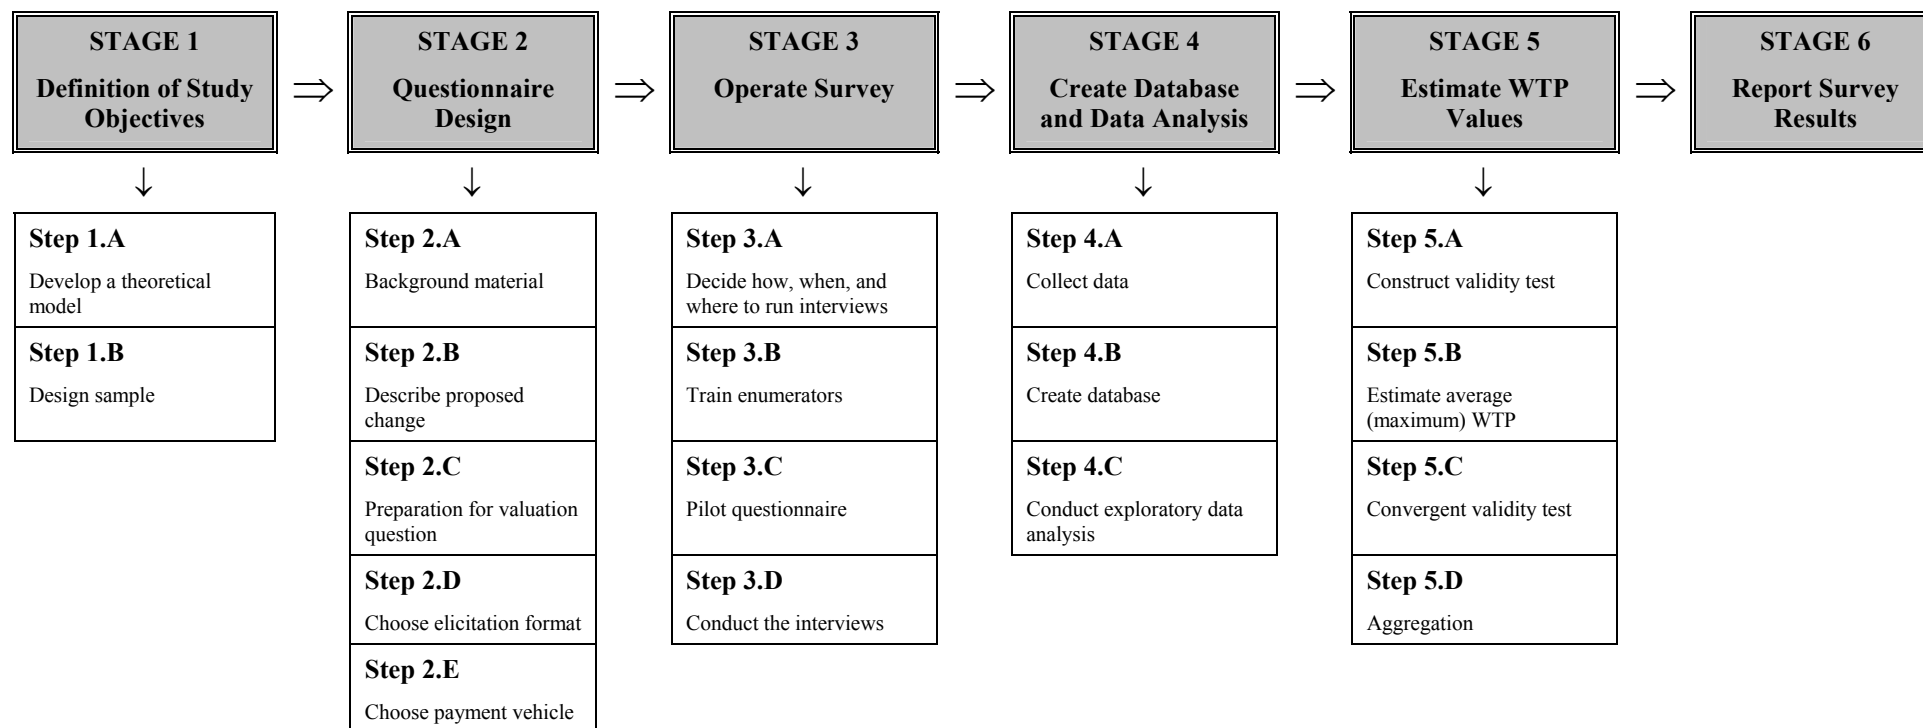 STAGE 1
Definition of Study
Objectives
⇒
STAGE 2
Questionnaire
Design
⇒
STAGE 3
Operate Survey
⇒
STAGE 4
Create Database
and Data Analysis
⇒
STAGE 5
Estimate WTP
Values
⇒
STAGE 6
Report Survey
Results
↓
Step 1.A
Develop a theoretical
model
Step 1.B
Design sample
↓
Step 2.A
Background material
Step 2.B
Describe proposed
change
Step 2.C
Preparation for valuation
question
Step 2.D
Choose elicitation format
Step 2.E
Choose payment vehicle
↓
Step 3.A
Decide how, when, and
where to run interviews
Step 3.B
Train enumerators
Step 3.C
Pilot questionnaire
Step 3.D
Conduct the interviews
↓
Step 4.A
Collect data
Step 4.B
Create database
Step 4.C
Conduct exploratory data
analysis
↓
Step 5.A
Construct validity test
Step 5.B
Estimate average
(maximum) WTP
Step 5.C
Convergent validity test
Step 5.D
Aggregation